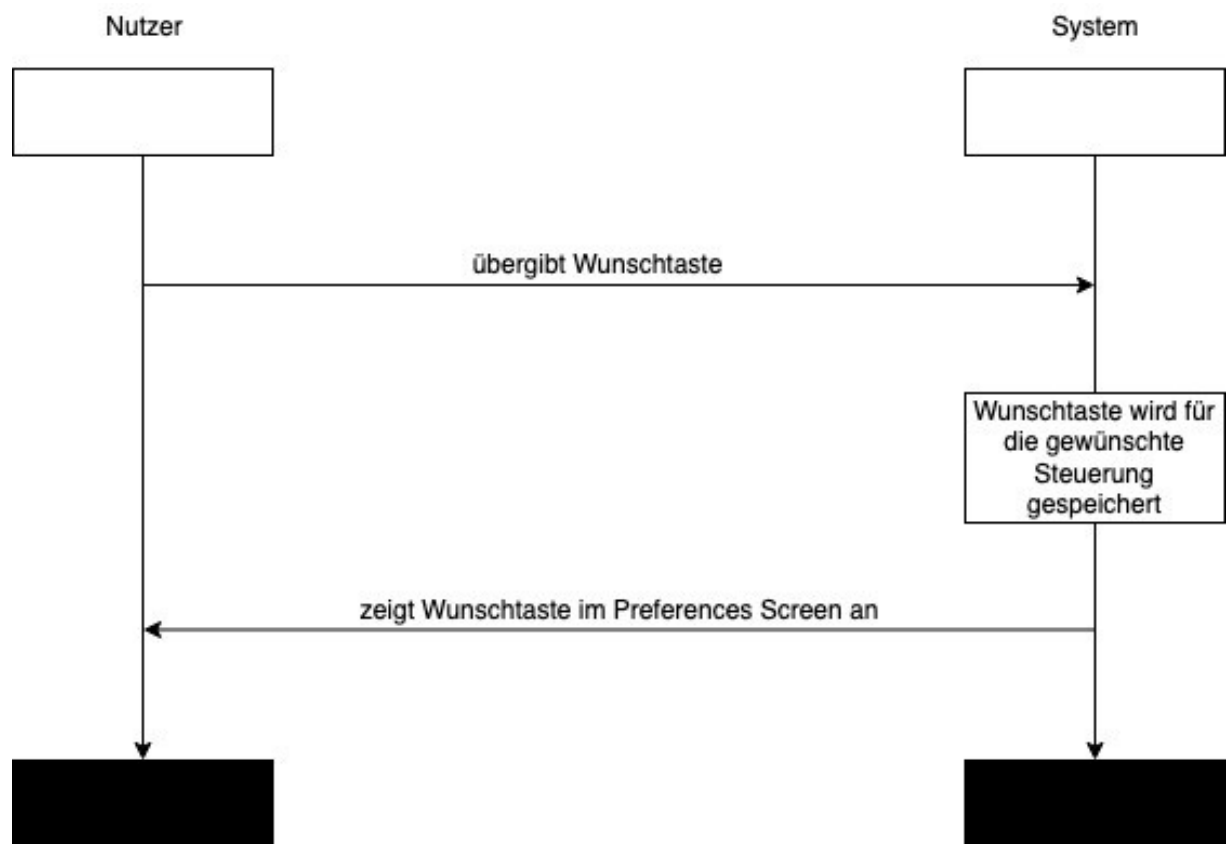 Nutzer
System
übergibt Wunschtaste
Wunschtaste wird für
die gewünschte
Steuerung
gespeichert
zeigt Wunschtaste im Preferences Screen an